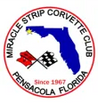 MIRACLE STRIP CORVETTE CLUB
Since 1967
PENSACOLA FLORIDA